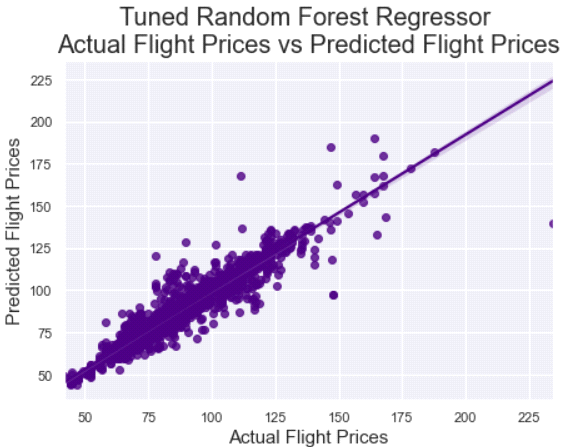 Tuned Random Forest Regressor
Actual Flight Prices vs Predicted Flight Prices
225
200
175
150
125
100
75
50
Predicted Flight Prices
50 75 100 125 150 175 200 225
Actual Flight Prices